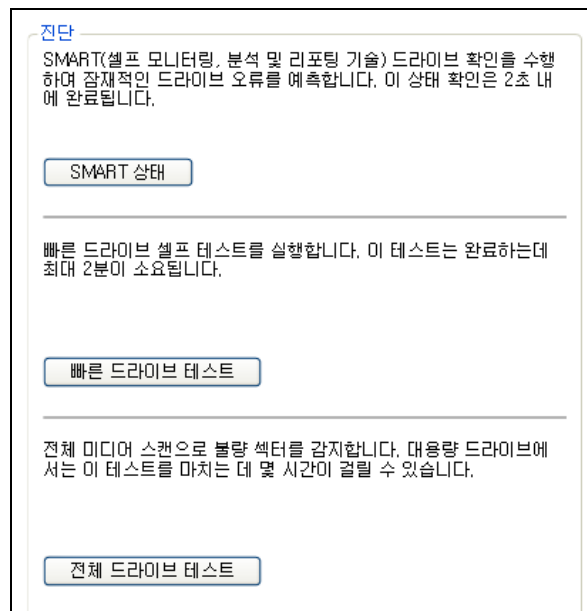 진단
SMART(셀프 모니터링, 분석 및 리포팅 기술) 드라이브 확인을 수행
하여 잠재적인 드라이브 오류를 예측합니다. 이 상태 확인은 2초 내
에 완료됩니다.
SMART 상태
빠른 드라이브 셀프 테스트를 실행합니다. 이 테스트는 완료하는데
최대 2분이 소요됩니다.
빠른 드라이브 테스트
전체 미디어 스캔으로 불량 섹터를 감지합니다. 대용량 드라이브에
서는 이 테스트를 마치는 데 몇 시간이 걸릴 수 있습니다.
전체 드라이브 테스트